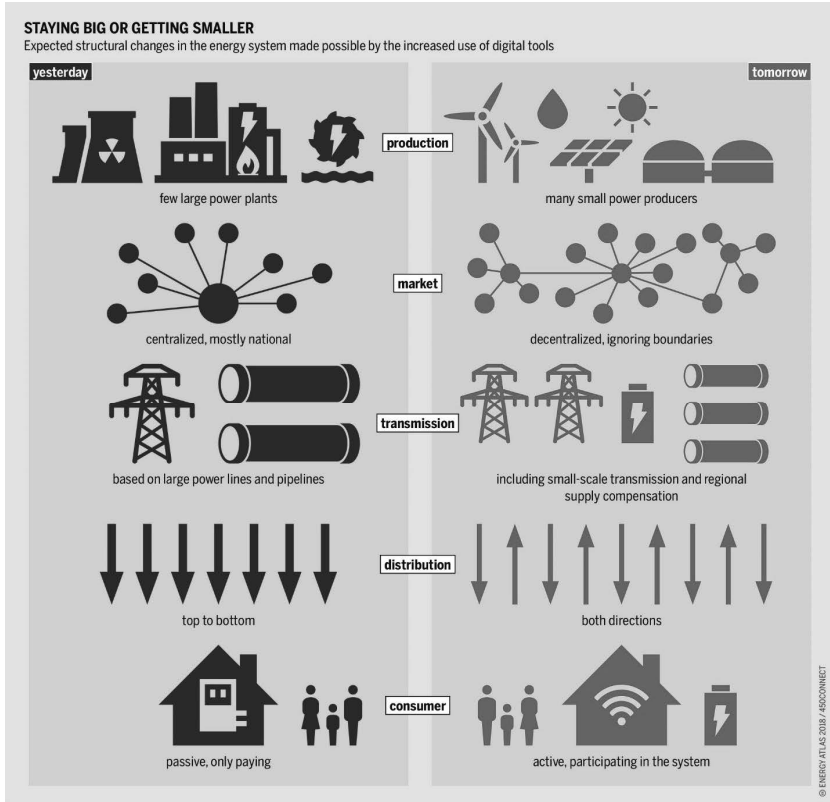 STAYING BIG OR GETTING SMALLER
Expected structural changes in the energy system made possible by the increased use of digital tools
yesterday
tomorrow
production
few large power plants
many small power producers
market
centralized, mostly national
decentralized, ignoring boundaries
transmission
based on large power lines and pipelines
including small-scale transmission and regional
supply compensation
distribution
top to bottom
both directions
consumer
passive, only paying
active, participating in the system
© ENERGY ATLAS 2018 / 450CONNECT